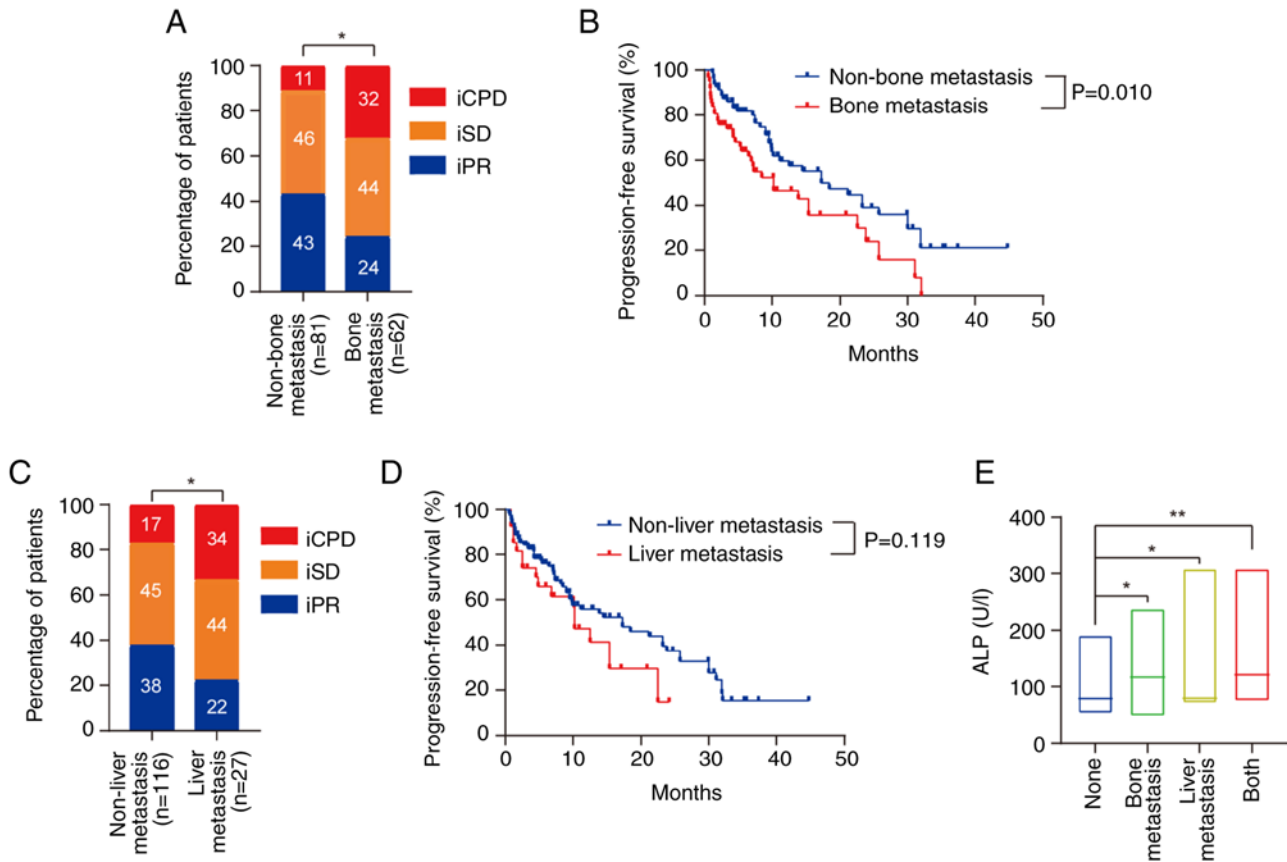 A
*
Percentage of patients
100
80
60
40
20
0
11
46
43
32
44
24
iCPD
iSD
iPR
Non-bone
metastasis
(n=81)
Bone
metastasis
(n=62)
B
Progression-free survival (%)
100
80
60
40
20
0
Non-bone metastasis
Bone metastasis
P=0.010
0
10
20
30
40
50
Months
C
*
Percentage of patients
100
80
60
40
20
0
17
45
38
34
44
22
iCPD
iSD
iPR
Non-liver
metastasis
(n=116)
Liver
metastasis
(n=27)
D
Progression-free survival (%)
100
80
60
40
20
0
Non-liver metastasis
Liver metastasis
P=0.119
0
10
20
30
40
50
Months
E
ALP (U/l)
400
300
200
100
0
**
*
*
None
Bone
metastasis
Liver
metastasis
Both